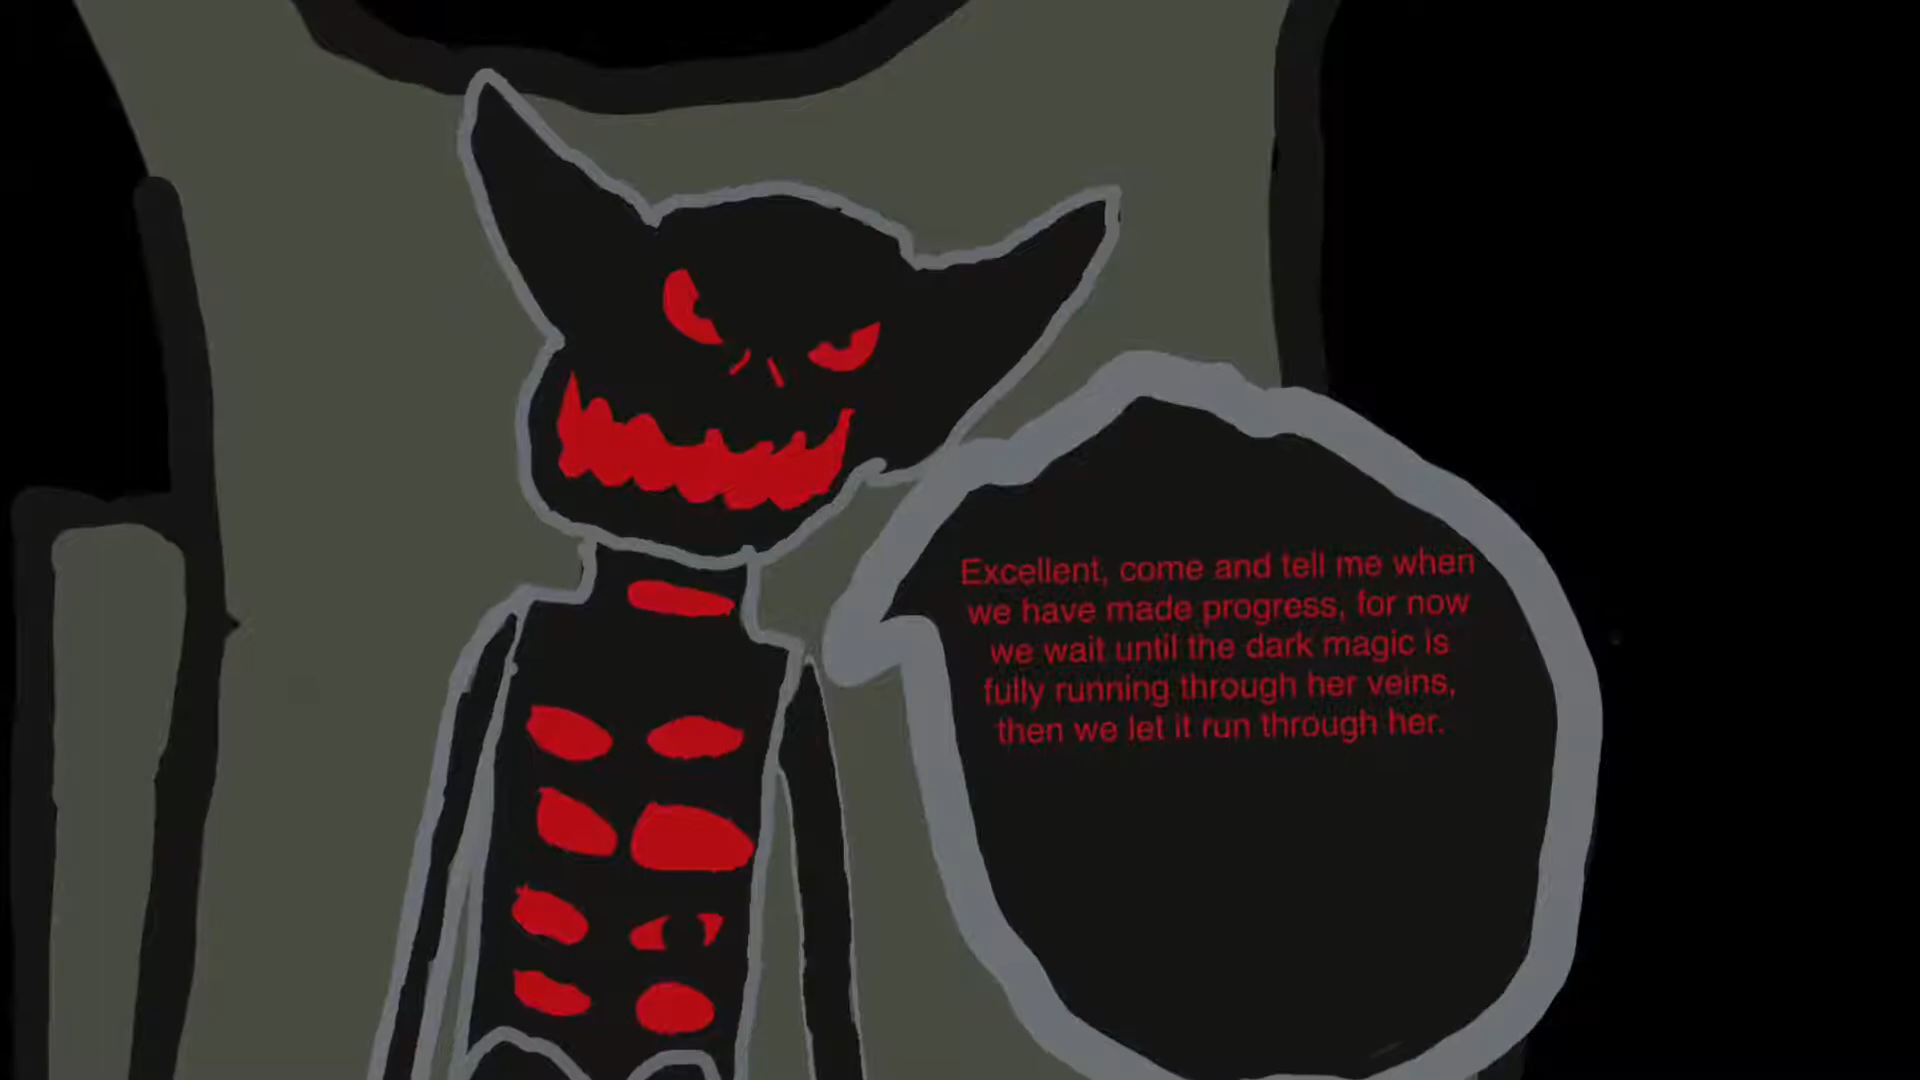 Excellent, come and tell me when
we have made progress, for now
we wait until the dark magic is
fully running through her veins,
then we let it run through her.